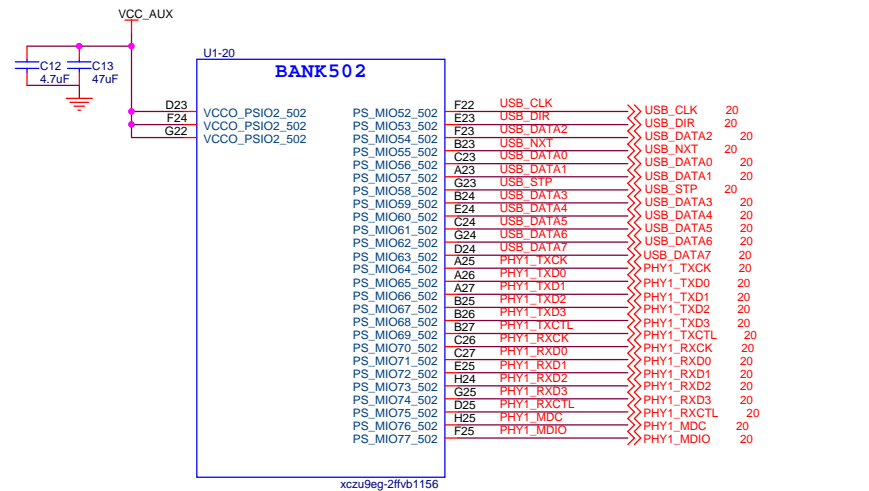 VCC_AUX
C12
4.7uF
C13
47uF
U1-20
BANK502
D23 VCCO_PSIO2_502
F24 VCCO_PSIO2_502
G22 VCCO_PSIO2_502
PS_MIO52_502 F22 USB_CLK USB_CLK 20
PS_MIO53_502 E23 USB_DIR USB_DIR 20
PS_MIO54_502 F23 USB_DATA2 USB_DATA2 20
PS_MIO55_502 B23 USB_NXT USB_NXT 20
PS_MIO56_502 C23 USB_DATA0 USB_DATA0 20
PS_MIO57_502 A23 USB_DATA1 USB_DATA1 20
PS_MIO58_502 G23 USB_STP USB_STP 20
PS_MIO59_502 B24 USB_DATA3 USB_DATA3 20
PS_MIO60_502 E24 USB_DATA4 USB_DATA4 20
PS_MIO61_502 C24 USB_DATA5 USB_DATA5 20
PS_MIO62_502 G24 USB_DATA6 USB_DATA6 20
PS_MIO63_502 D24 USB_DATA7 USB_DATA7 20
PS_MIO64_502 A25 PHY1_TXCK PHY1_TXCK 20
PS_MIO65_502 A26 PHY1_TXD0 PHY1_TXD0 20
PS_MIO66_502 A27 PHY1_TXD1 PHY1_TXD1 20
PS_MIO67_502 B25 PHY1_TXD2 PHY1_TXD2 20
PS_MIO68_502 B26 PHY1_TXD3 PHY1_TXD3 20
PS_MIO69_502 B27 PHY1_TXCTL PHY1_TXCTL 20
PS_MIO70_502 C26 PHY1_RXCK PHY1_RXCK 20
PS_MIO71_502 C27 PHY1_RXD0 PHY1_RXD0 20
PS_MIO72_502 E25 PHY1_RXD1 PHY1_RXD1 20
PS_MIO73_502 H24 PHY1_RXD2 PHY1_RXD2 20
PS_MIO74_502 G25 PHY1_RXD3 PHY1_RXD3 20
PS_MIO75_502 D25 PHY1_RXCTL PHY1_RXCTL 20
PS_MIO76_502 H25 PHY1_MDC PHY1_MDC 20
PS_MIO77_502 F25 PHY1_MDIO PHY1_MDIO 20
xczu9eg-2ffvb1156